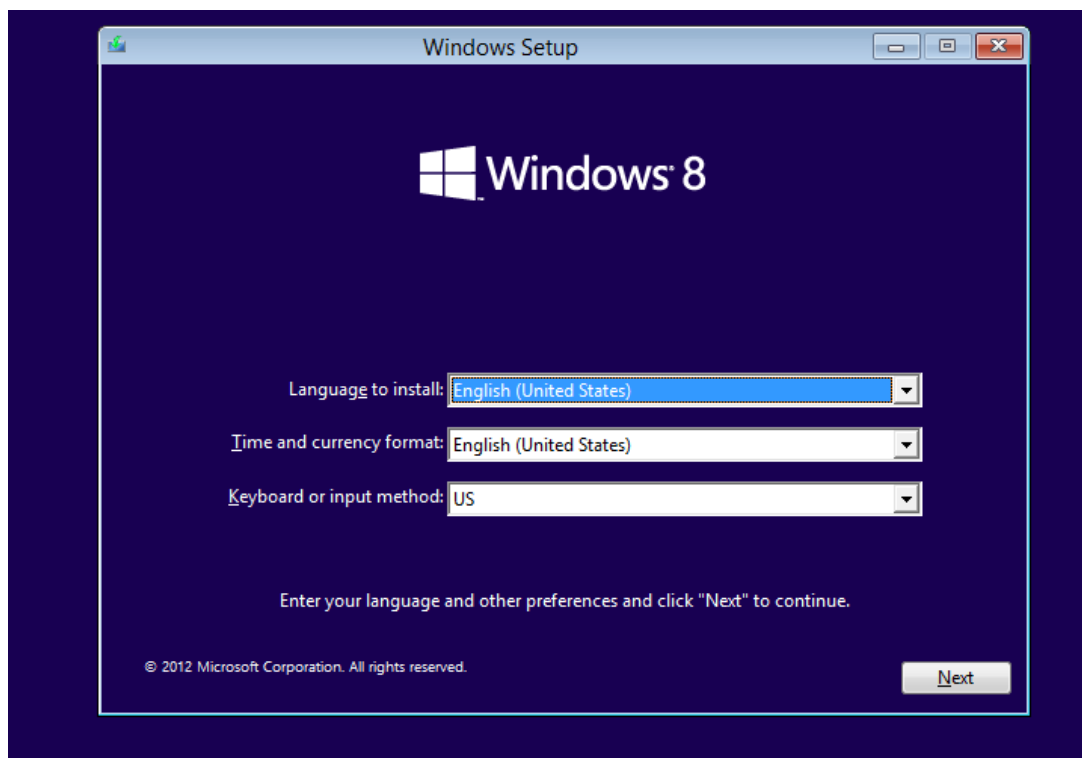 Windows Setup
Windows 8
Language to install: English (United States)
Time and currency format: English (United States)
Keyboard or input method: US
Enter your language and other preferences and click "Next" to continue.
© 2012 Microsoft Corporation. All rights reserved.
Next